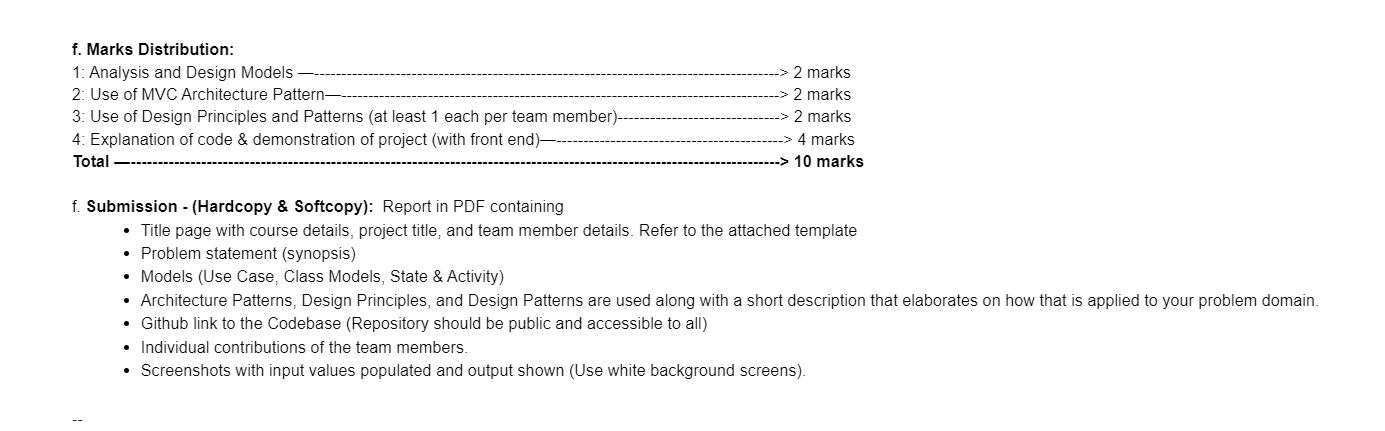 f. Marks Distribution:
1: Analysis and Design Models —--------------------------------------------------------------------------------------> 2 marks
2: Use of MVC Architecture Pattern—---------------------------------------------------------------------------------> 2 marks
3: Use of Design Principles and Patterns (at least 1 each per team member)------------------------------> 2 marks
4: Explanation of code & demonstration of project (with front end)—------------------------------------------> 4 marks
Total —------------------------------------------------------------------------------------------------------------------------> 10 marks
f. Submission - (Hardcopy & Softcopy): Report in PDF containing
• Title page with course details, project title, and team member details. Refer to the attached template
• Problem statement (synopsis)
• Models (Use Case, Class Models, State & Activity)
• Architecture Patterns, Design Principles, and Design Patterns are used along with a short description that elaborates on how that is applied to your problem domain.
• Github link to the Codebase (Repository should be public and accessible to all)
• Individual contributions of the team members.
• Screenshots with input values populated and output shown (Use white background screens).
--